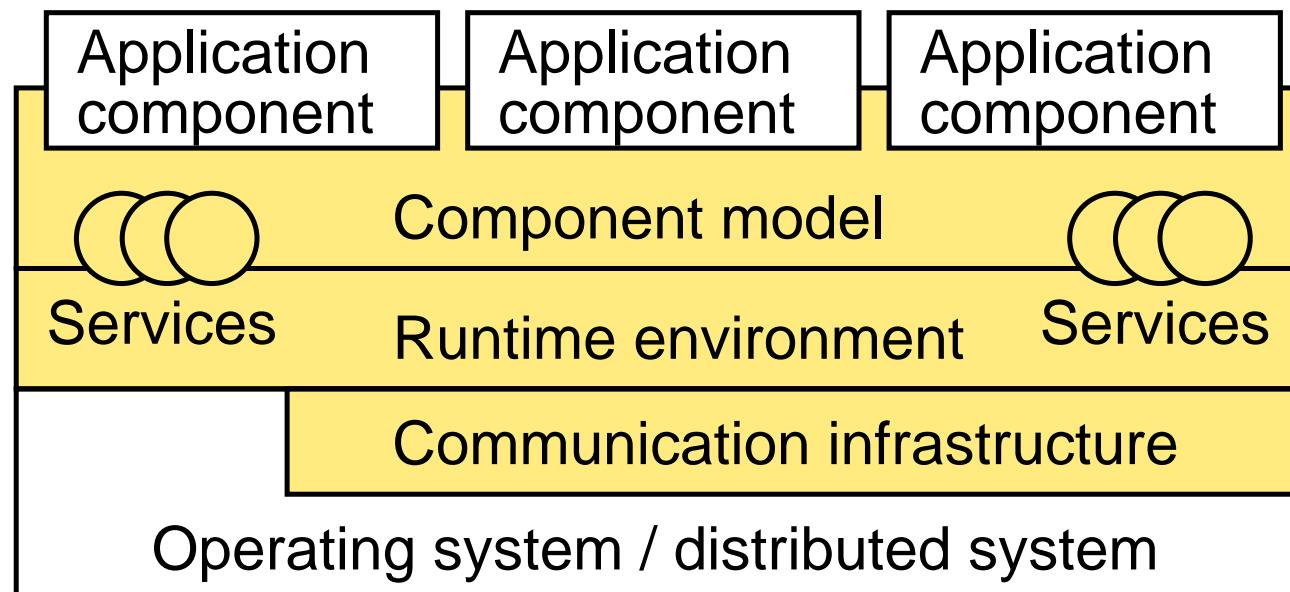 Application
component
Application
component
Application
component
Component model
Services
Runtime environment
Services
Communication infrastructure
Operating system / distributed system